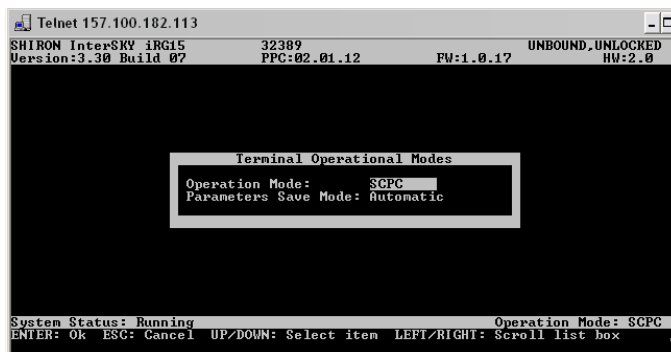 Telnet 157.100.182.113
SHIRON InterSKY iRG15 32389 UNBOUND,UNLOCKED
Version:3.30 Build 07 PPC:02.01.12 FW:1.0.17 HW:2.0
Terminal Operational Modes
Operation Mode: SCPC
Parameters Save Mode: Automatic
System Status: Running Operation Mode: SCPC
ENTER: Ok ESC: Cancel UP/DOWN: Select item LEFT/RIGHT: Scroll list box